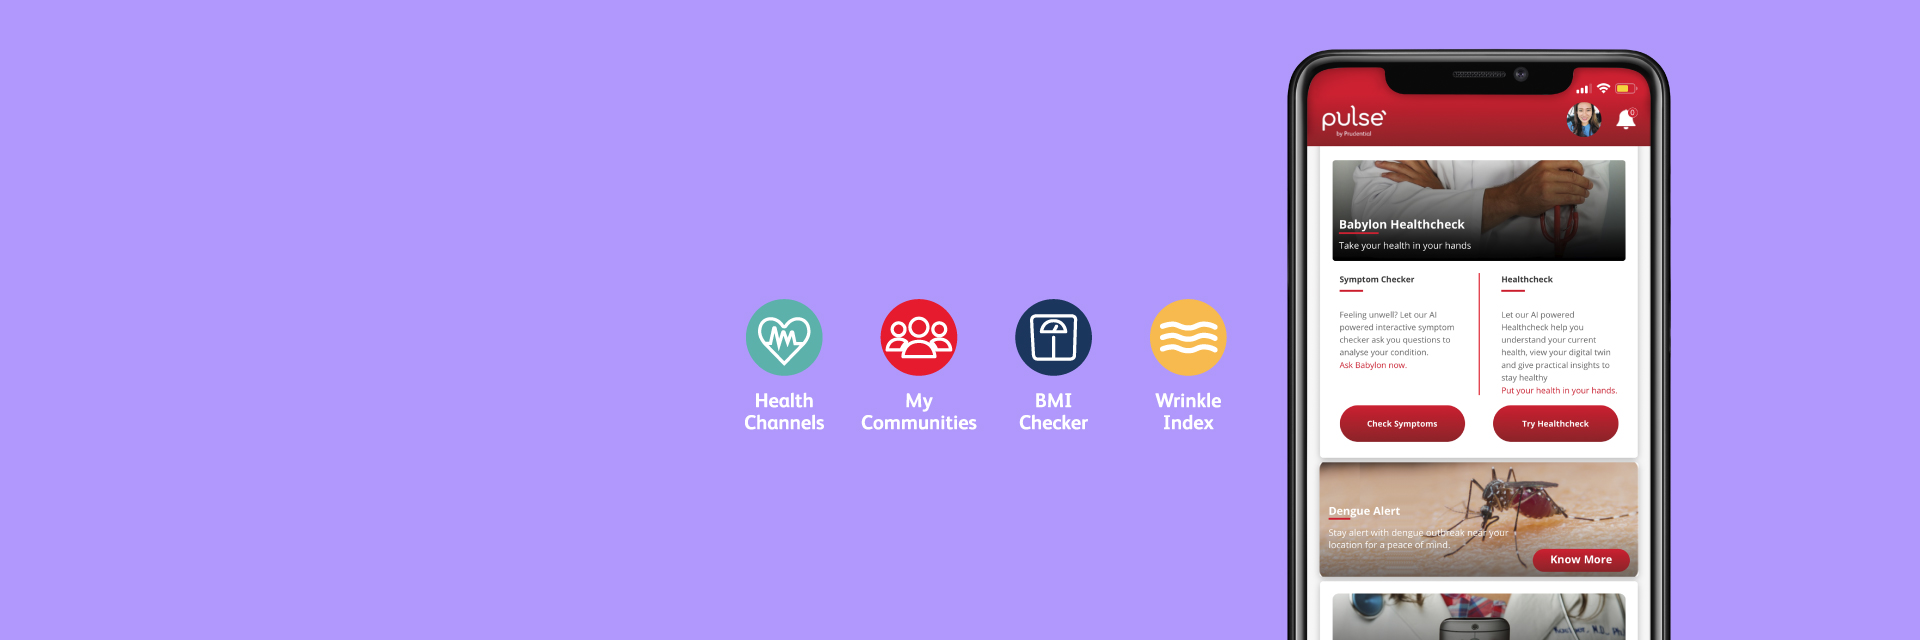 Health
Channels
My
Communities
BMI
Checker
Wrinkle
Index
pulse
by Prudential
0
Babylon Healthcheck
Take your health in your hands
Symptom Checker
Feeling unwell? Let our AI
powered interactive symptom
checker ask you questions to
analyse your condition.
Ask Babylon now.
Check Symptoms
Healthcheck
Let our AI powered
Healthcheck help you
understand your current
health, view your digital twin
and give practical insights to
stay healthy
Put your health in your hands.
Try Healthcheck
Dengue Alert
Stay alert with dengue outbreak near your
location for a peace of mind.
Know More